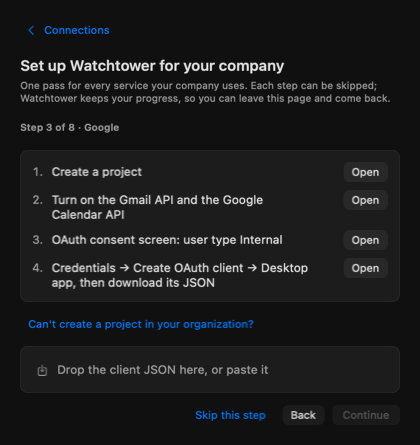 Connections
Set up Watchtower for your company
One pass for every service your company uses. Each step can be skipped;
Watchtower keeps your progress, so you can leave this page and come back.
Step 3 of 8 · Google
1. Create a project Open
2. Turn on the Gmail API and the Google Open
Calendar API
3. OAuth consent screen: user type Internal Open
4. Credentials → Create OAuth client → Desktop Open
app, then download its JSON
Can't create a project in your organization?
Drop the client JSON here, or paste it
Skip this step Back Continue